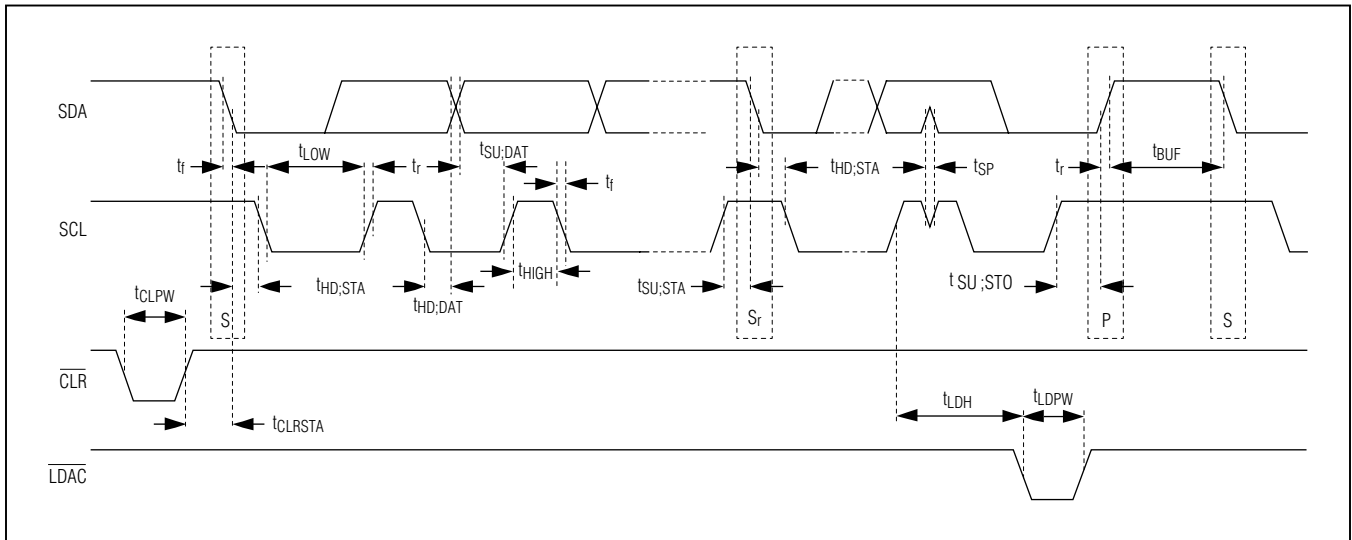 SDA
tf
tLOW
tr
tSU;DAT
tf
tHD;STA
tSP
tr
tBUF
SCL
tCLPW
tHD;STA
tHD;DAT
tHIGH
tSU;STA
t SU ;STO
S
Sr
P
S
CLR
tCLRSTA
tLDH
tLDPW
LDAC